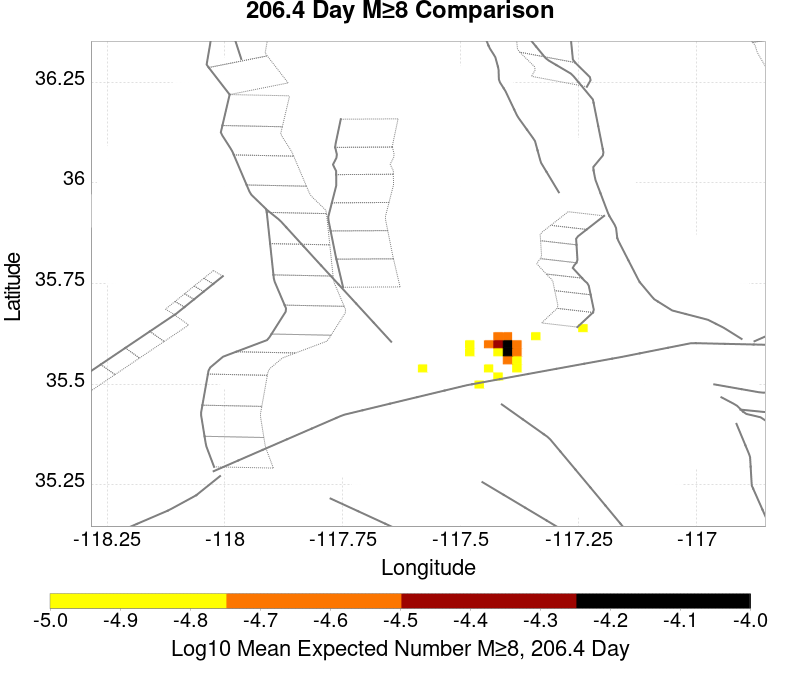 206.4 Day M≥8 Comparison
36.25
36
35.75
35.5
35.25
Latitude
-118.25 -118 -117.75 -117.5 -117.25 -117
Longitude
-5.0 -4.9 -4.8 -4.7 -4.6 -4.5 -4.4 -4.3 -4.2 -4.1 -4.0
Log10 Mean Expected Number M≥8, 206.4 Day